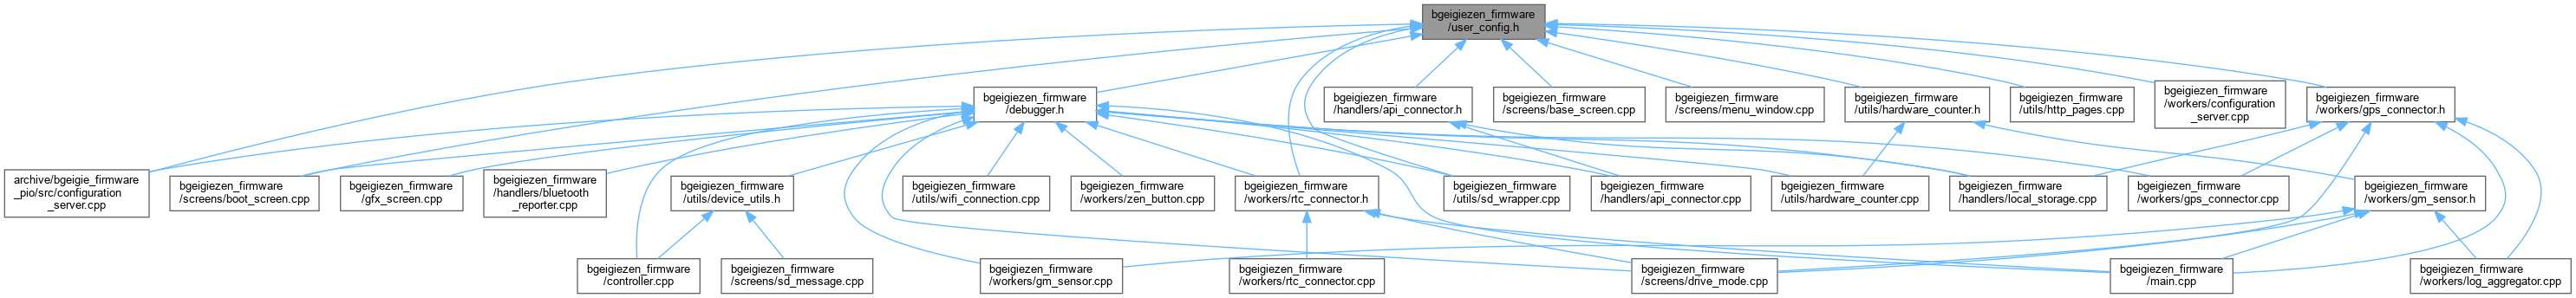 bgeigiezen_firmware
/user_config.h
bgeigiezen_firmware
/debugger.h
bgeigiezen_firmware
/handlers/api_connector.h
bgeigiezen_firmware
/screens/base_screen.cpp
bgeigiezen_firmware
/screens/menu_window.cpp
bgeigiezen_firmware
/utils/hardware_counter.h
bgeigiezen_firmware
/utils/http_pages.cpp
bgeigiezen_firmware
/workers/configuration
_server.cpp
bgeigiezen_firmware
/workers/gps_connector.h
archive/bgeigie_firmware
_pio/src/configuration
_server.cpp
bgeigiezen_firmware
/screens/boot_screen.cpp
bgeigiezen_firmware
/gfx_screen.cpp
bgeigiezen_firmware
/handlers/bluetooth
_reporter.cpp
bgeigiezen_firmware
/utils/device_utils.h
bgeigiezen_firmware
/utils/wifi_connection.cpp
bgeigiezen_firmware
/workers/zen_button.cpp
bgeigiezen_firmware
/workers/rtc_connector.h
bgeigiezen_firmware
/utils/sd_wrapper.cpp
bgeigiezen_firmware
/handlers/api_connector.cpp
bgeigiezen_firmware
/utils/hardware_counter.cpp
bgeigiezen_firmware
/handlers/local_storage.cpp
bgeigiezen_firmware
/workers/gps_connector.cpp
bgeigiezen_firmware
/workers/gm_sensor.h
bgeigiezen_firmware
/controller.cpp
bgeigiezen_firmware
/screens/sd_message.cpp
bgeigiezen_firmware
/workers/gm_sensor.cpp
bgeigiezen_firmware
/workers/rtc_connector.cpp
bgeigiezen_firmware
/screens/drive_mode.cpp
bgeigiezen_firmware
/main.cpp
bgeigiezen_firmware
/workers/log_aggregator.cpp